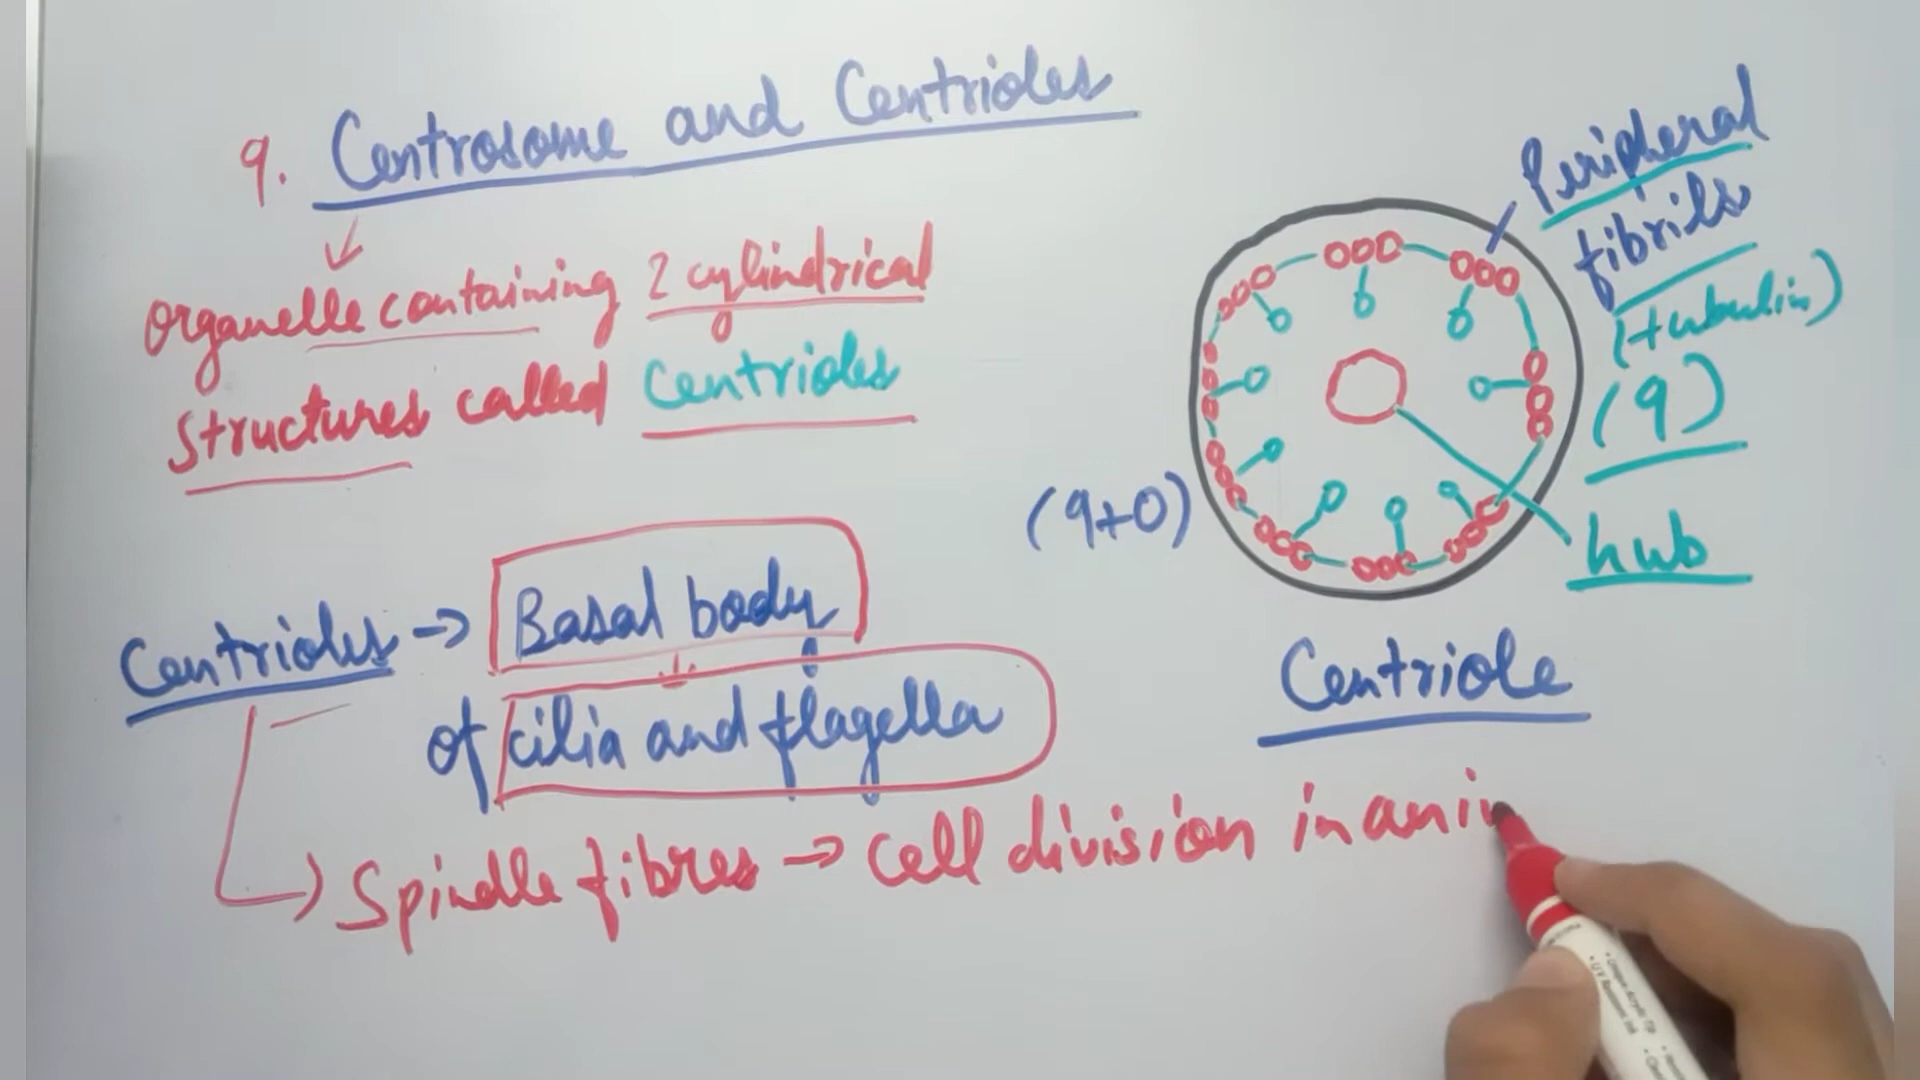 9. Centrosome and Centrioles
organelle containing 2 cylindrical
structures called Centrioles
Peripheral
fibrils
(tubulin)
(9)
hub
(9+0)
Centriole
Centrioles → Basal body
of cilia and flagella
Spindle fibres → cell division in ani